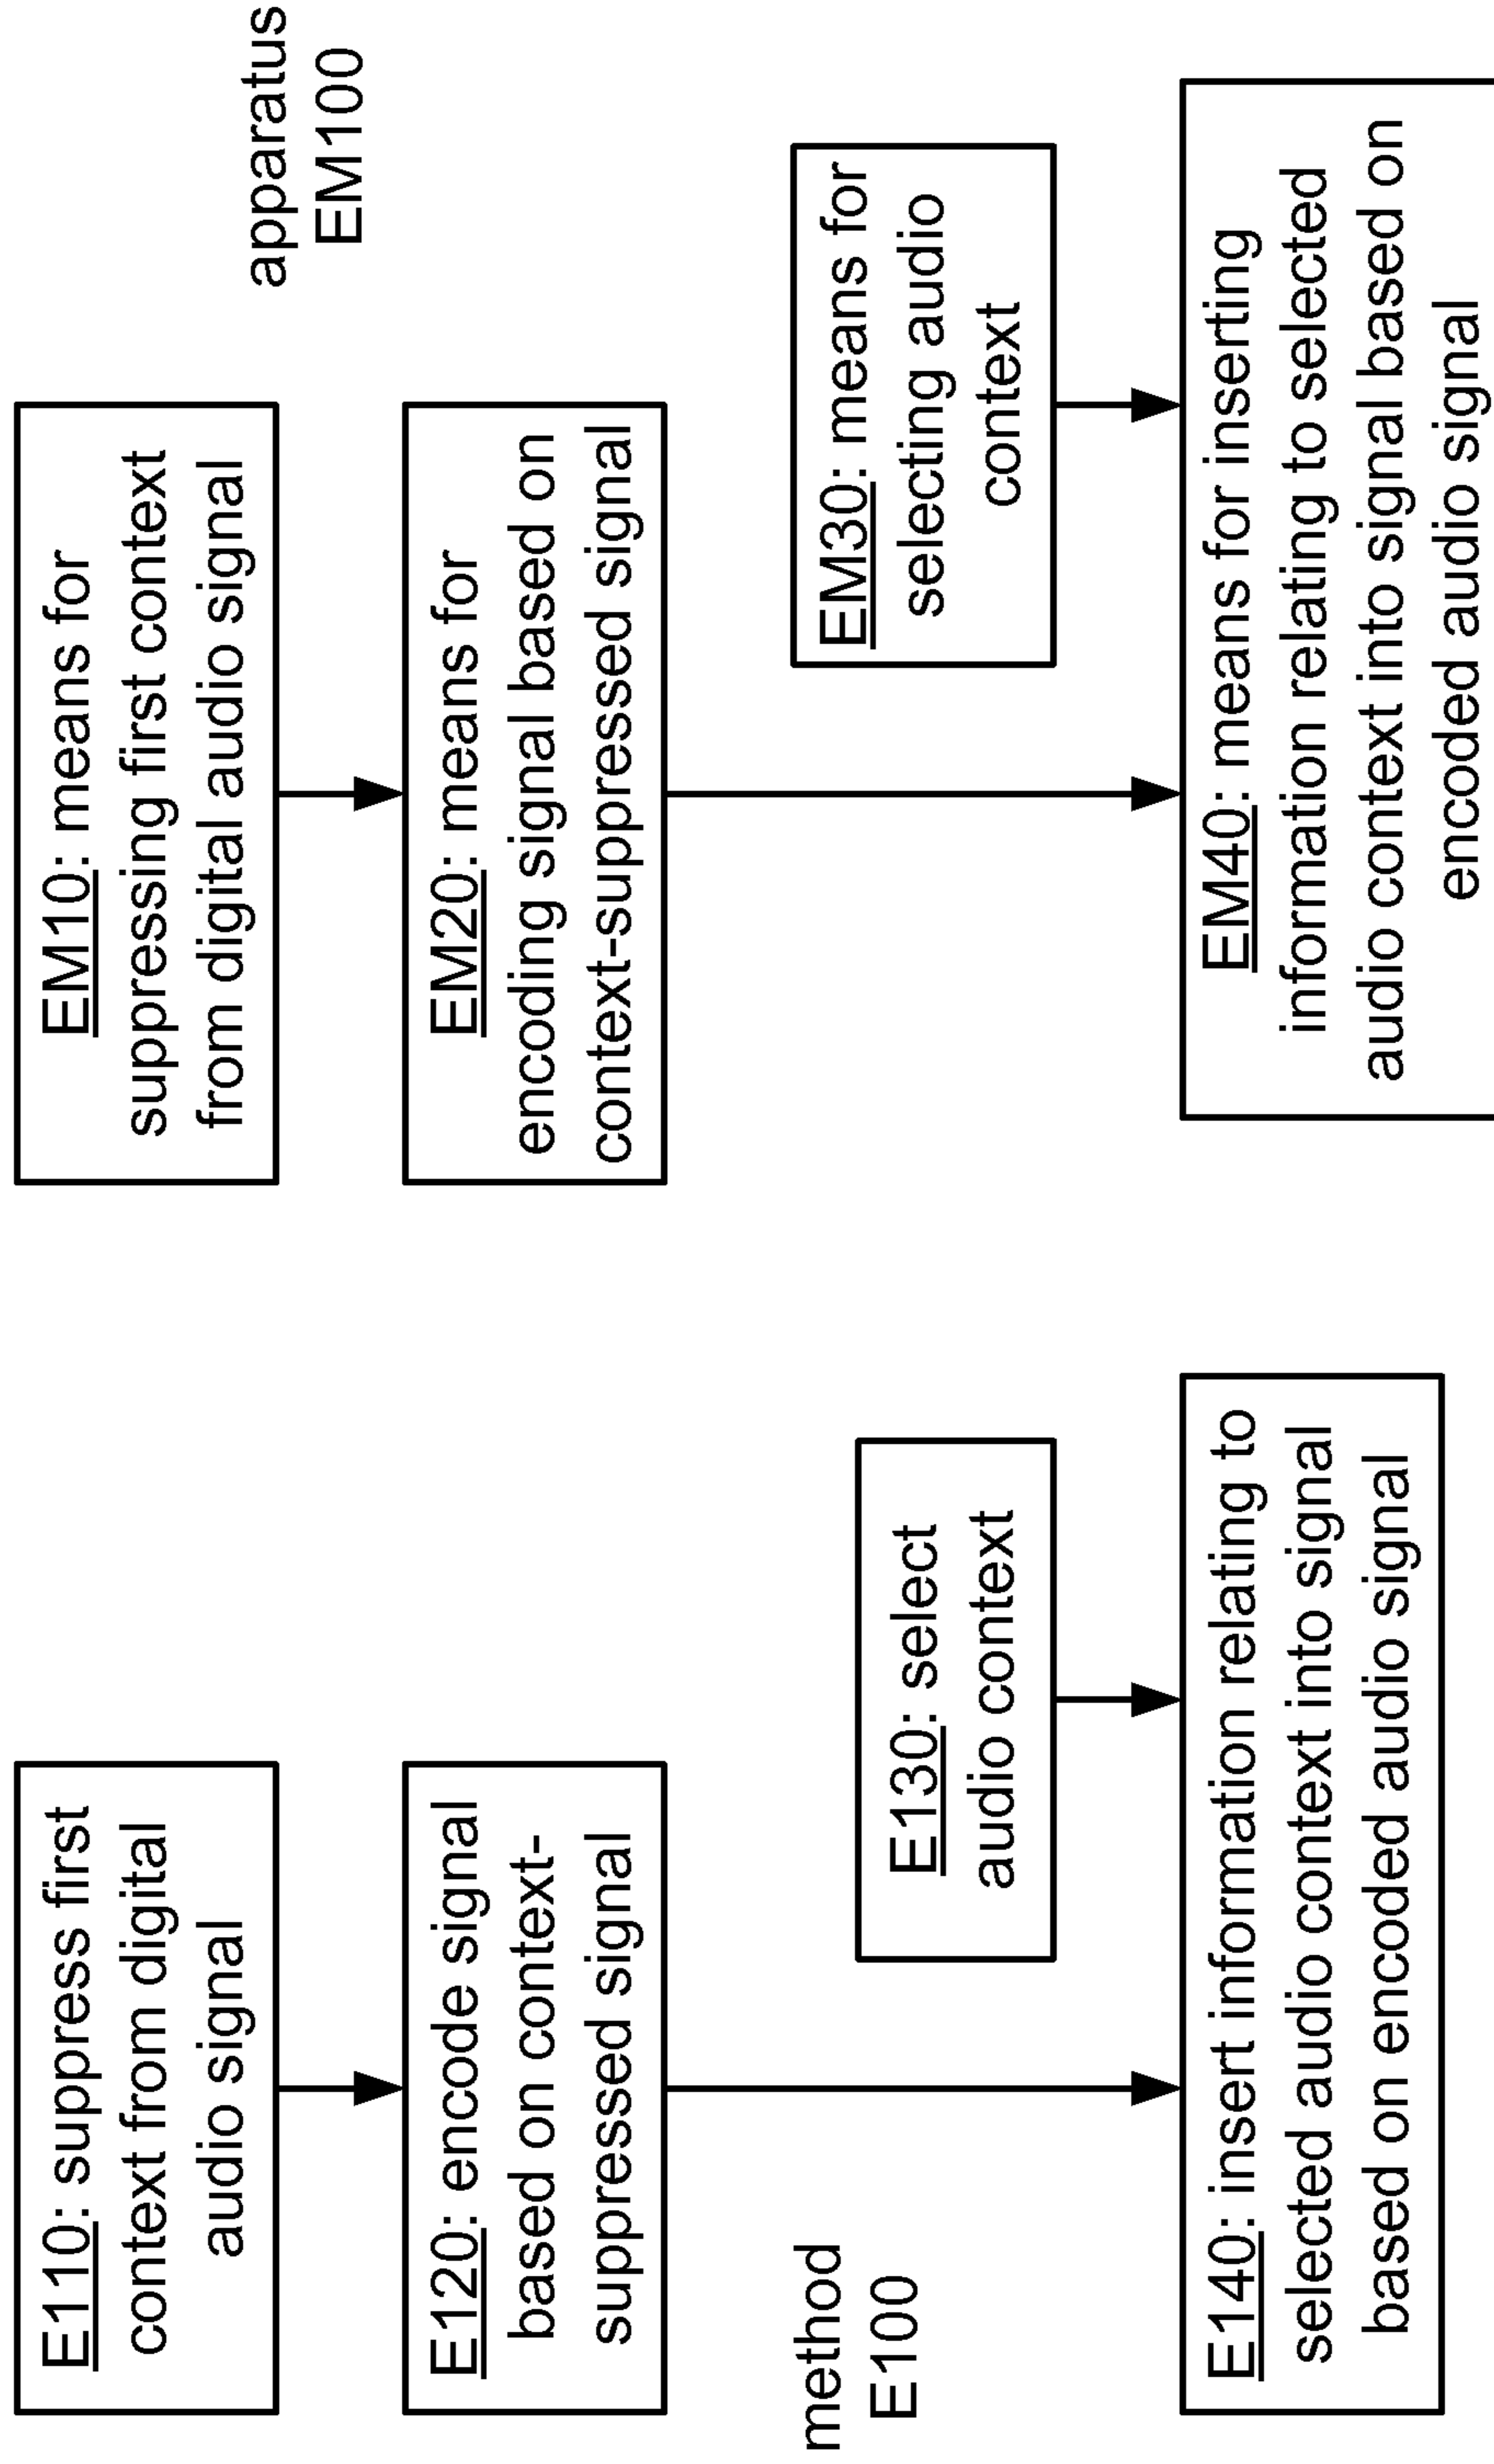 E110: suppress first
context from digital
audio signal
E120: encode signal
based on context-
suppressed signal
method
E100
E130: select
audio context
E140: insert information relating to
selected audio context into signal
based on encoded audio signal
apparatus
EM100
EM10: means for
suppressing first context
from digital audio signal
EM20: means for
encoding signal based on
context-suppressed signal
EM30: means for
selecting audio
context
EM40: means for inserting
information relating to selected
audio context into signal based on
encoded audio signal